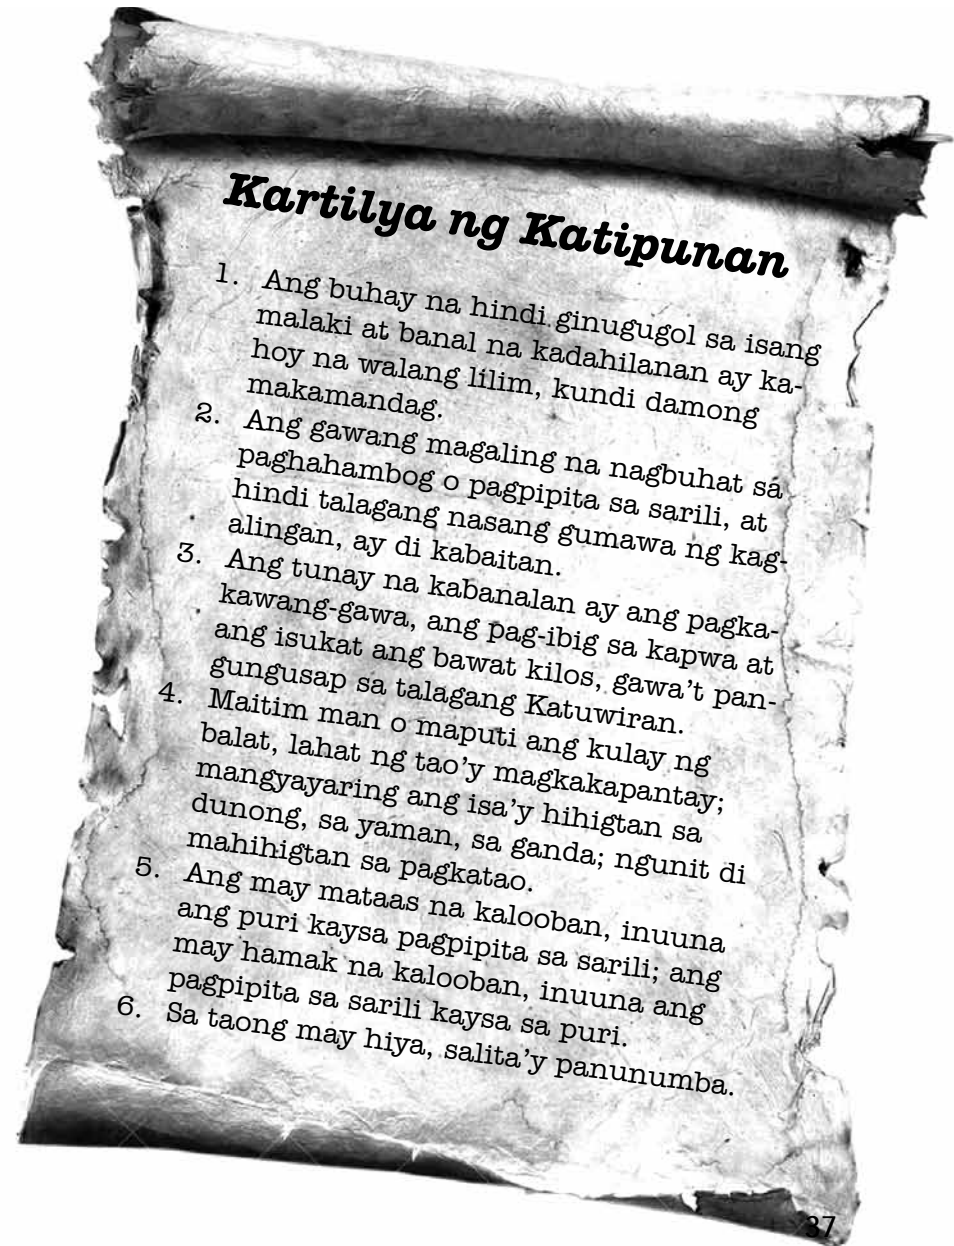 Kartilya ng Katipunan
1. Ang buhay na hindi ginugugol sa isang
malaki at banal na kadahilanan ay ka-
hoy na walang lilim, kundi damong
makamandag.
2. Ang gawang magaling na nagbuhat sa
paghahambog o pagpipita sa sarili, at
hindi talagang nasang gumawa ng kag-
alingan, ay di kabaitan.
3. Ang tunay na kabanalan ay ang pagka-
kawang-gawa, ang pag-ibig sa kapwa at
ang isukat ang bawat kilos, gawa't pan-
gungusap sa talagang Katuwiran.
4. Maitim man o maputi ang kulay ng
balat, lahat ng tao'y magkakapantay;
mangyayaring ang isa'y hihigtan sa
dunong, sa yaman, sa ganda; ngunit di
mahihigtan sa pagkatao.
5. Ang may mataas na kalooban, inuuna
ang puri kaysa pagpipita sa sarili; ang
may hamak na kalooban, inuuna ang
pagpipita sa sarili kaysa sa puri.
6. Sa taong may hiya, salita'y panunumba.
37